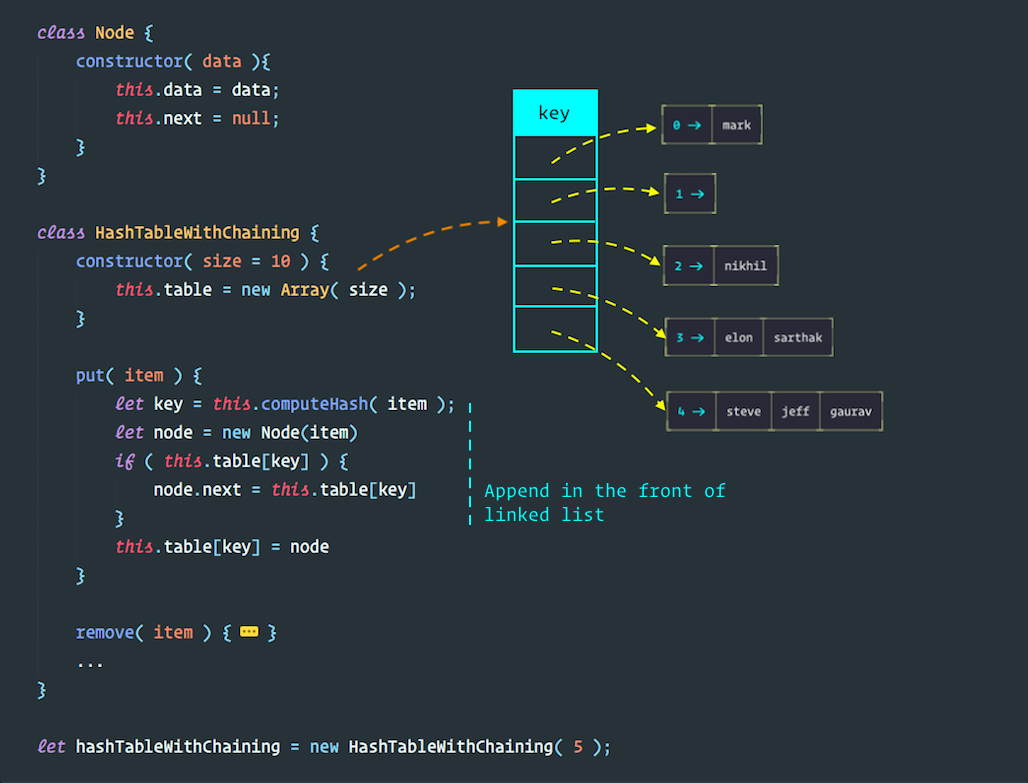 class Node {
constructor( data ){
this.data = data;
this.next = null;
}
}
class HashTableWithChaining {
constructor( size = 10 ) {
this.table = new Array( size );
}
put( item ) {
let key = this.computeHash( item );
let node = new Node(item)
if ( this.table[key] ) {
node.next = this.table[key]
}
this.table[key] = node
}
remove( item ) { ••• }
...
}
let hashTableWithChaining = new HashTableWithChaining( 5 );
key
0 → mark
1 →
2 → nikhil
3 → elon sarthak
4 → steve jeff gaurav
Append in the front of
linked list